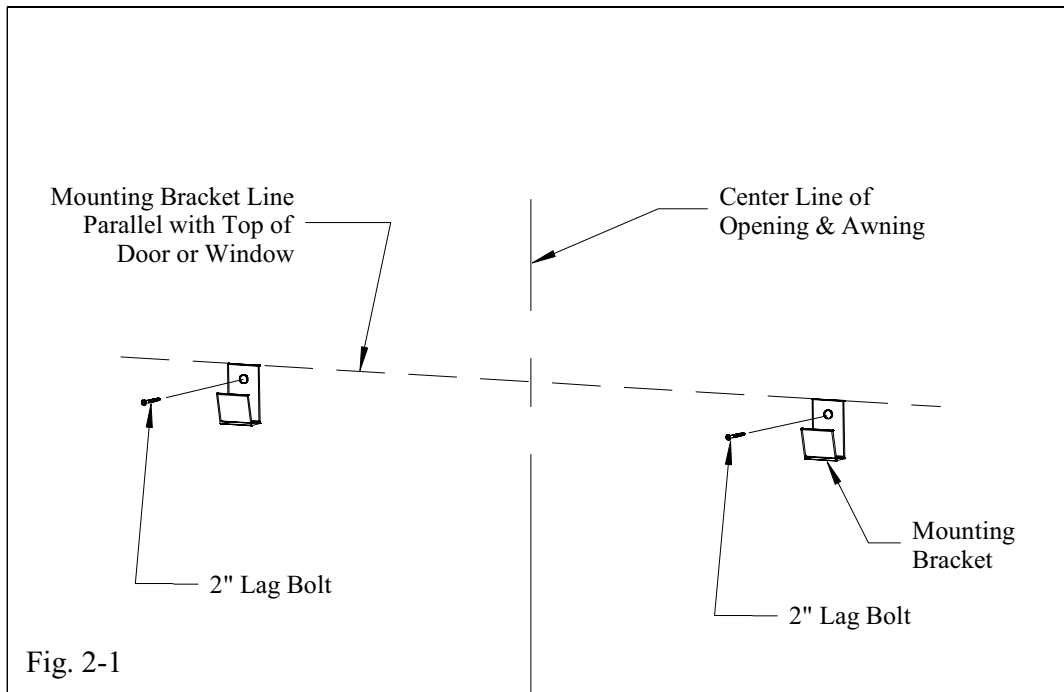 Mounting Bracket Line
Parallel with Top of
Door or Window
Center Line of
Opening & Awning
Mounting
Bracket
2" Lag Bolt
2" Lag Bolt
Fig. 2-1